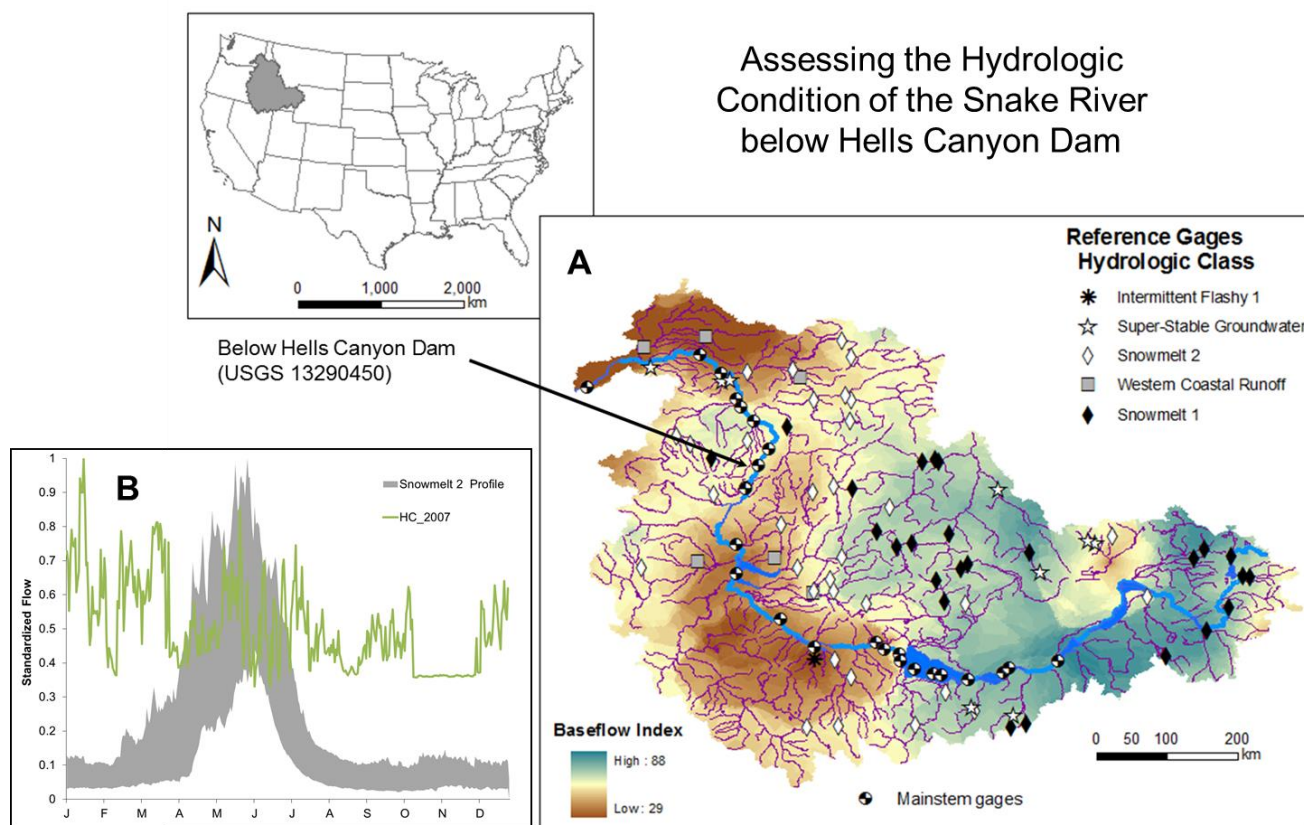 Assessing the Hydrologic
Condition of the Snake River
below Hells Canyon Dam
N
0 1,000 2,000
km
Below Hells Canyon Dam
(USGS 13290450)
A
Reference Gages
Hydrologic Class
Intermittent Flashy 1
Super-Stable Groundwater
Snowmelt 2
Western Coastal Runoff
Snowmelt 1
Baseflow Index
High : 88
Low : 29
Mainstem gages
0 50 100 200
km
B
Snowmelt 2 Profile
HC_2007
Standardized Flow
1
0.9
0.8
0.7
0.6
0.5
0.4
0.3
0.2
0.1
0
J F M A M J J A S O N D